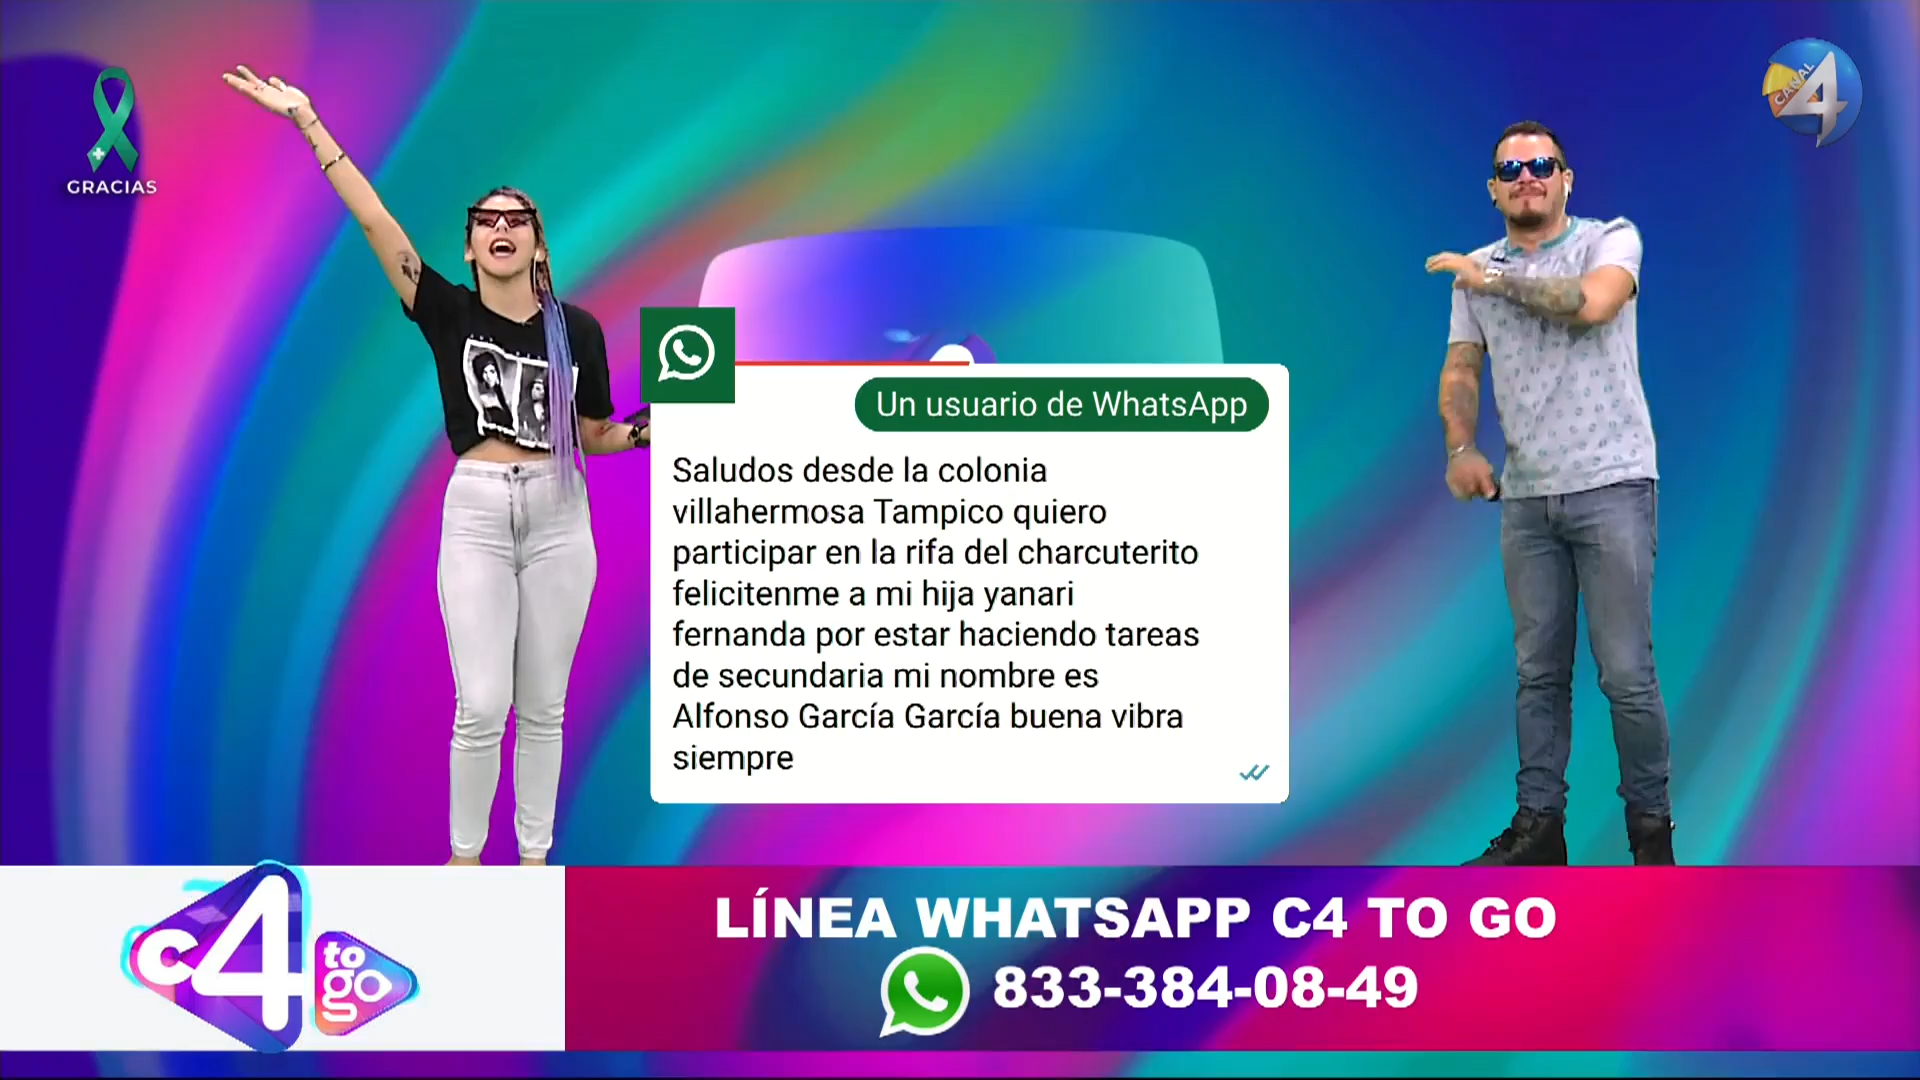 GRACIAS
CANAL 4
Un usuario de WhatsApp
Saludos desde la colonia
villahermosa Tampico quiero
participar en la rifa del charcuterito
felicitenme a mi hija yanari
fernanda por estar haciendo tareas
de secundaria mi nombre es
Alfonso García García buena vibra
siempre
c4 to go
LÍNEA WHATSAPP C4 TO GO
833-384-08-49